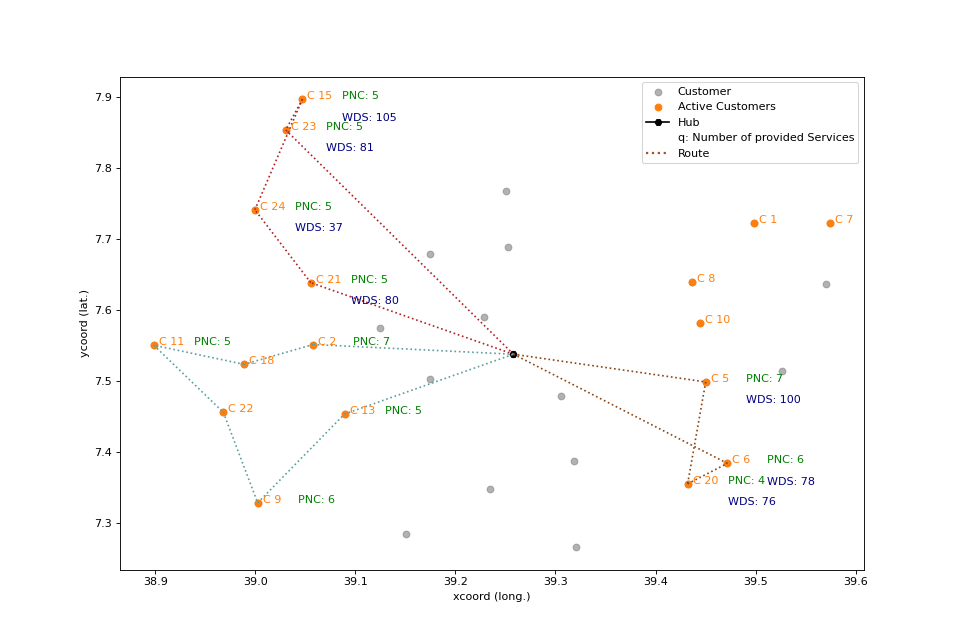 7.9
7.8
7.7
7.6
7.5
7.4
7.3
ycoord (lat.)
38.9 39.0 39.1 39.2 39.3 39.4 39.5 39.6
xcoord (long.)
Customer
Active Customers
Hub
q: Number of provided Services
Route
C 15 PNC: 5
WDS: 105
C 23 PNC: 5
WDS: 81
C 24 PNC: 5
WDS: 37
C 1
C 7
C 21 PNC: 5
WDS: 80
C 8
C 10
C 11 PNC: 5
C 2 PNC: 7
C 18
C 5 PNC: 7
WDS: 100
C 22
C 13 PNC: 5
C 6 PNC: 6
WDS: 78
C 20 PNC: 4
WDS: 76
C 9 PNC: 6